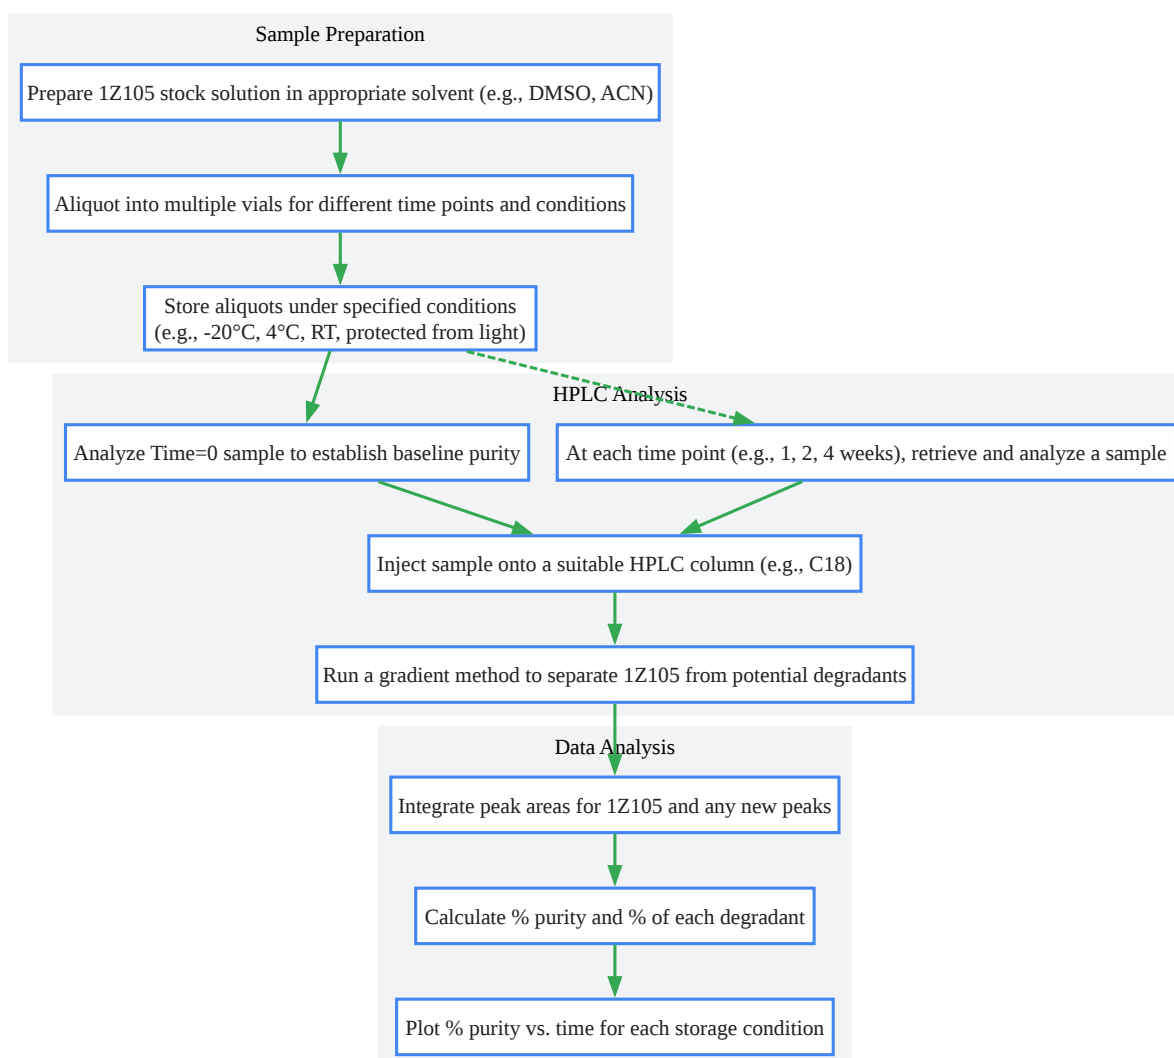 Sample Preparation
Prepare 1Z105 stock solution in appropriate solvent (e.g., DMSO, ACN)
Aliquot into multiple vials for different time points and conditions
Store aliquots under specified conditions
(e.g., -20°C, 4°C, RT, protected from light)
HPLC Analysis
Analyze Time=0 sample to establish baseline purity
At each time point (e.g., 1, 2, 4 weeks), retrieve and analyze a sample
Inject sample onto a suitable HPLC column (e.g., C18)
Run a gradient method to separate 1Z105 from potential degradants
Data Analysis
Integrate peak areas for 1Z105 and any new peaks
Calculate % purity and % of each degradant
Plot % purity vs. time for each storage condition